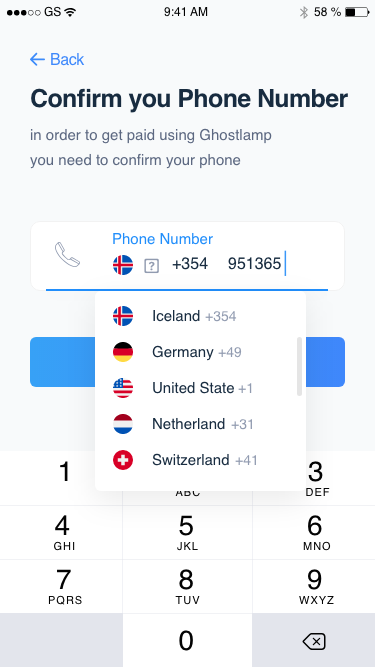 GS 9:41 AM 58 %
Back
Confirm you Phone Number
in order to get paid using Ghostlamp
you need to confirm your phone
Phone Number
? +354 951365
Iceland +354
Germany +49
United State +1
Netherland +31
Switzerland +41
1 3
ABC DEF
4 5 6
GHI JKL MNO
7 8 9
PQRS TUV WXYZ
0